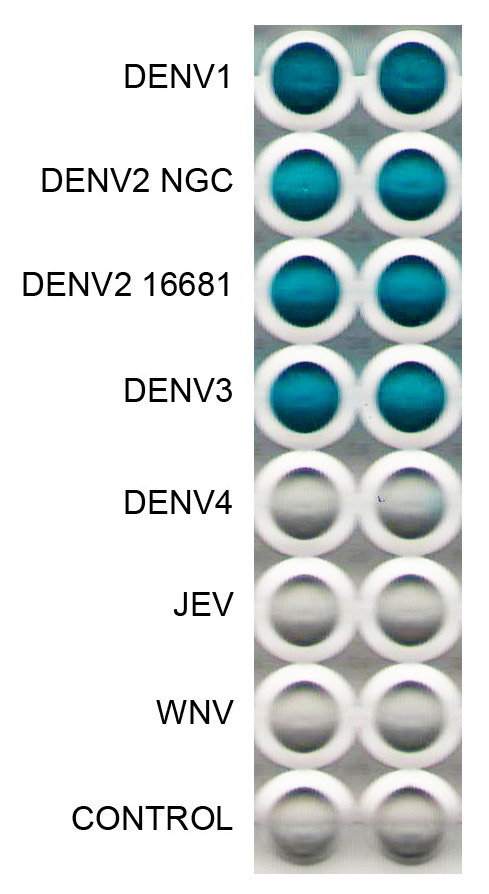 DENV1
DENV2 NGC
DENV2 16681
DENV3
DENV4
JEV
WNV
CONTROL